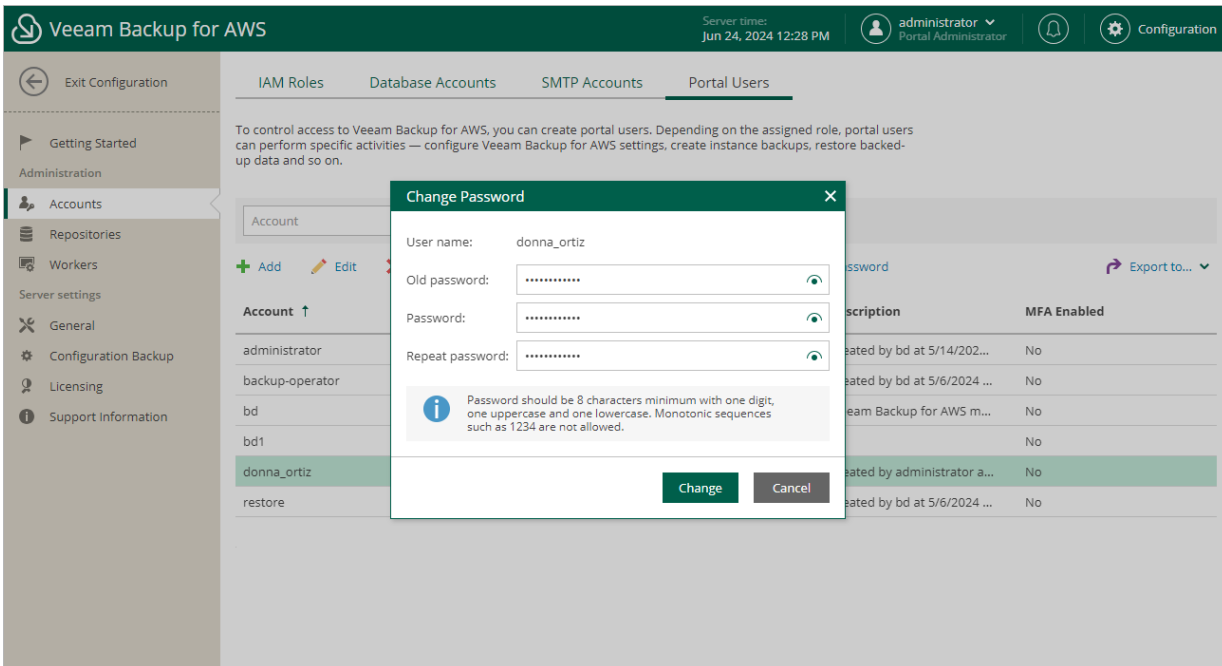 Veeam Backup for AWS
Server time:
Jun 24, 2024 12:28 PM
administrator
Portal Administrator
Configuration
Exit Configuration
Getting Started
Administration
Accounts
Repositories
Workers
Server settings
General
Configuration Backup
Licensing
Support Information
IAM Roles Database Accounts SMTP Accounts Portal Users
To control access to Veeam Backup for AWS, you can create portal users. Depending on the assigned role, portal users
can perform specific activities — configure Veeam Backup for AWS settings, create instance backups, restore backed-
up data and so on.
Account
Add Edit Export to...
Account MFA Enabled
administrator eated by bd at 5/14/202... No
backup-operator eated by bd at 5/6/2024 ... No
bd eam Backup for AWS m... No
bd1 No
donna_ortiz eated by administrator a... No
restore eated by bd at 5/6/2024 ... No
Change Password
User name: donna_ortiz
Old password: ••••••••••••
Password: ••••••••••••
Repeat password: ••••••••••••
Password should be 8 characters minimum with one digit,
one uppercase and one lowercase. Monotonic sequences
such as 1234 are not allowed.
Change Cancel